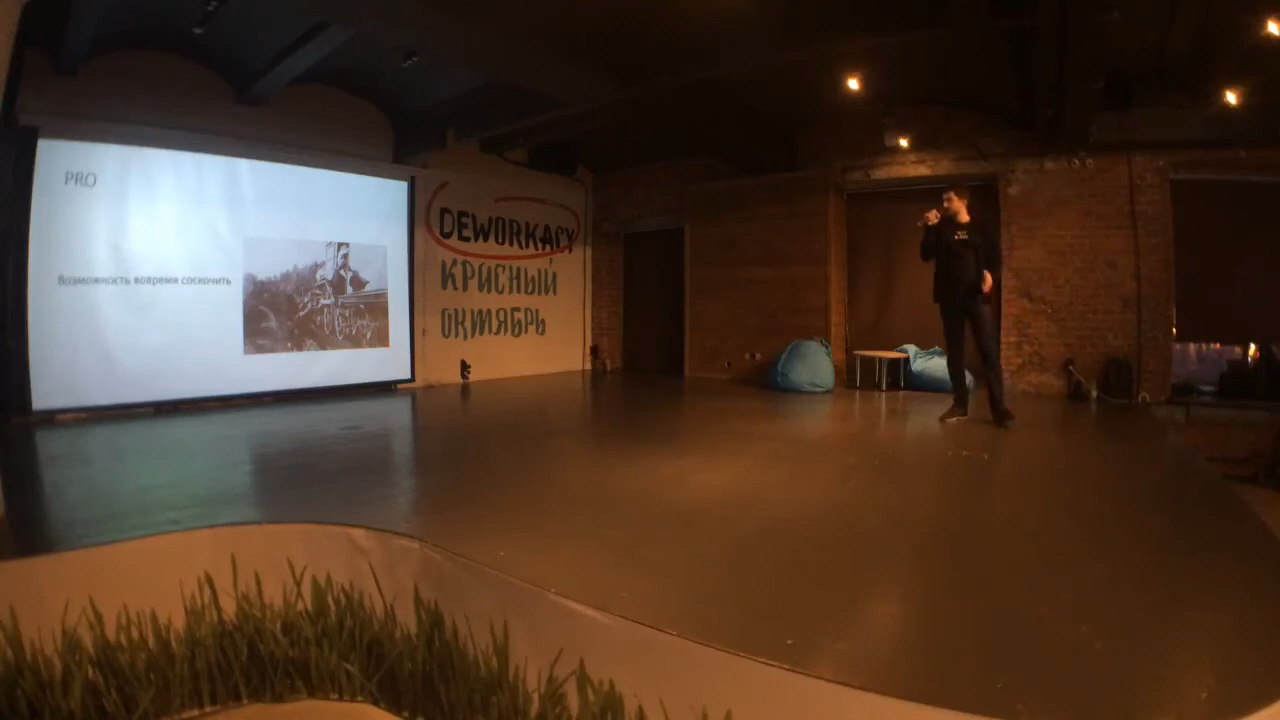 PRO
Возможность вовремя соскочить
DEWORKACY
КРАСНЫЙ
ОКТЯБРЬ